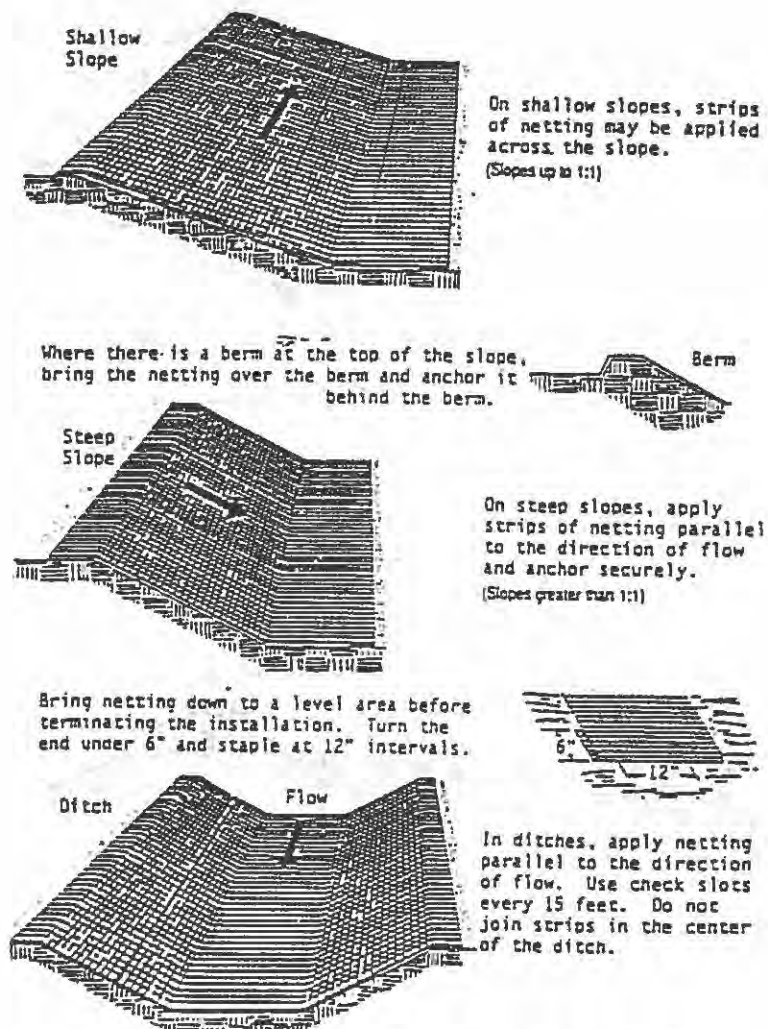 Shallow
Slope
On shallow slopes, strips
of netting may be applied
across the slope.
(Slopes up to 1:1)
Where there is a berm at the top of the slope,
bring the netting over the berm and anchor it
behind the berm.
Berm
Steep
Slope
On steep slopes, apply
strips of netting parallel
to the direction of flow
and anchor securely.
(Slopes greater than 1:1)
Bring netting down to a level area before
terminating the installation. Turn the
end under 6" and staple at 12" intervals.
6"
12"
Ditch
Flow
In ditches, apply netting
parallel to the direction
of flow. Use check slots
every 15 feet. Do not
join strips in the center
of the ditch.